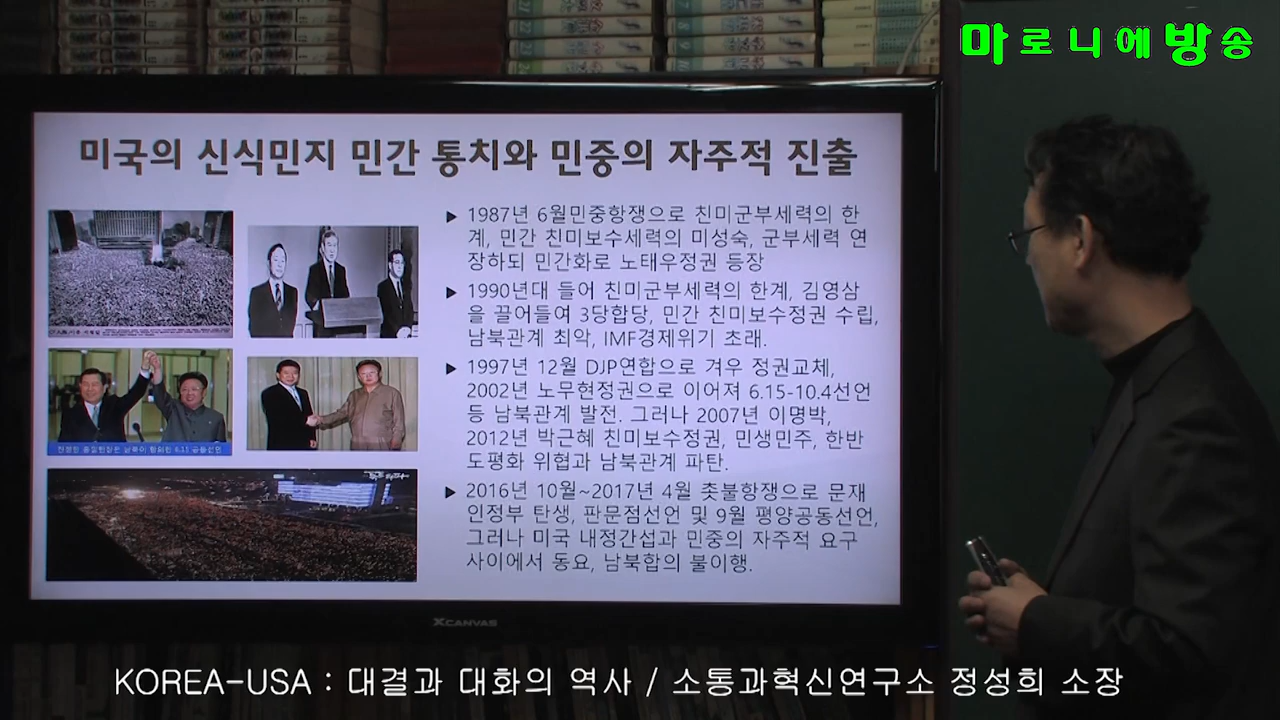 마로니에방송
미국의 신식민지 민간 통치와 민중의 자주적 진출
▶ 1987년 6월민중항쟁으로 친미군부세력의 한
계, 민간 친미보수세력의 미성숙, 군부세력 연
장하되 민간화로 노태우정권 등장
▶ 1990년대 들어 친미군부세력의 한계, 김영삼
을 끌어들여 3당합당, 민간 친미보수정권 수립,
남북관계 최악, IMF경제위기 초래.
▶ 1997년 12월 DJP연합으로 겨우 정권교체,
2002년 노무현정권으로 이어져 6.15-10.4선언
등 남북관계 발전. 그러나 2007년 이명박,
2012년 박근혜 친미보수정권, 민생민주, 한반
도평화 위협과 남북관계 파탄.
▶ 2016년 10월~2017년 4월 촛불항쟁으로 문재
인정부 탄생, 판문점선언 및 9월 평양공동선언,
그러나 미국 내정간섭과 민중의 자주적 요구
사이에서 동요, 남북합의 불이행.
XCANVAS
KOREA-USA : 대결과 대화의 역사 / 소통과혁신연구소 정성희 소장